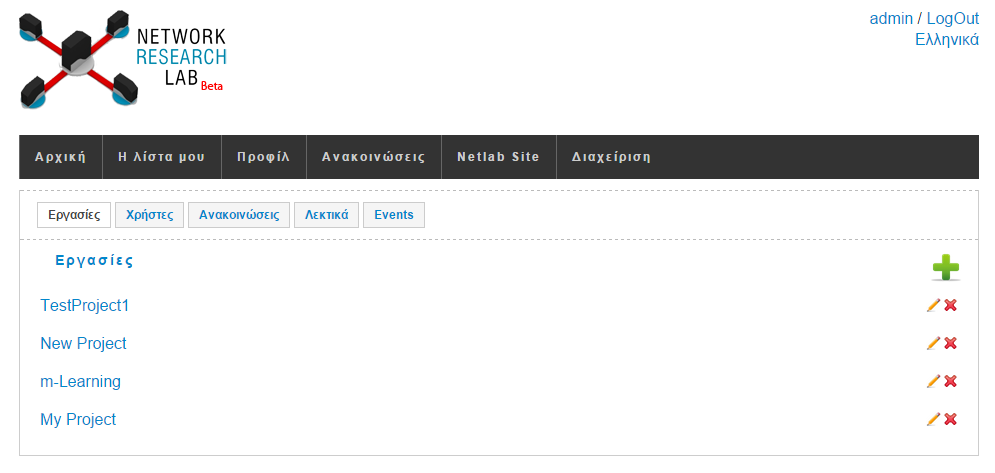 NETWORK
RESEARCH
LAB Beta
admin / LogOut
Ελληνικά
Αρχική Η λίστα μου Προφίλ Ανακοινώσεις Netlab Site Διαχείριση
Εργασίες Χρήστες Ανακοινώσεις Λεκτικά Events
Εργασίες
TestProject1
New Project
m-Learning
My Project